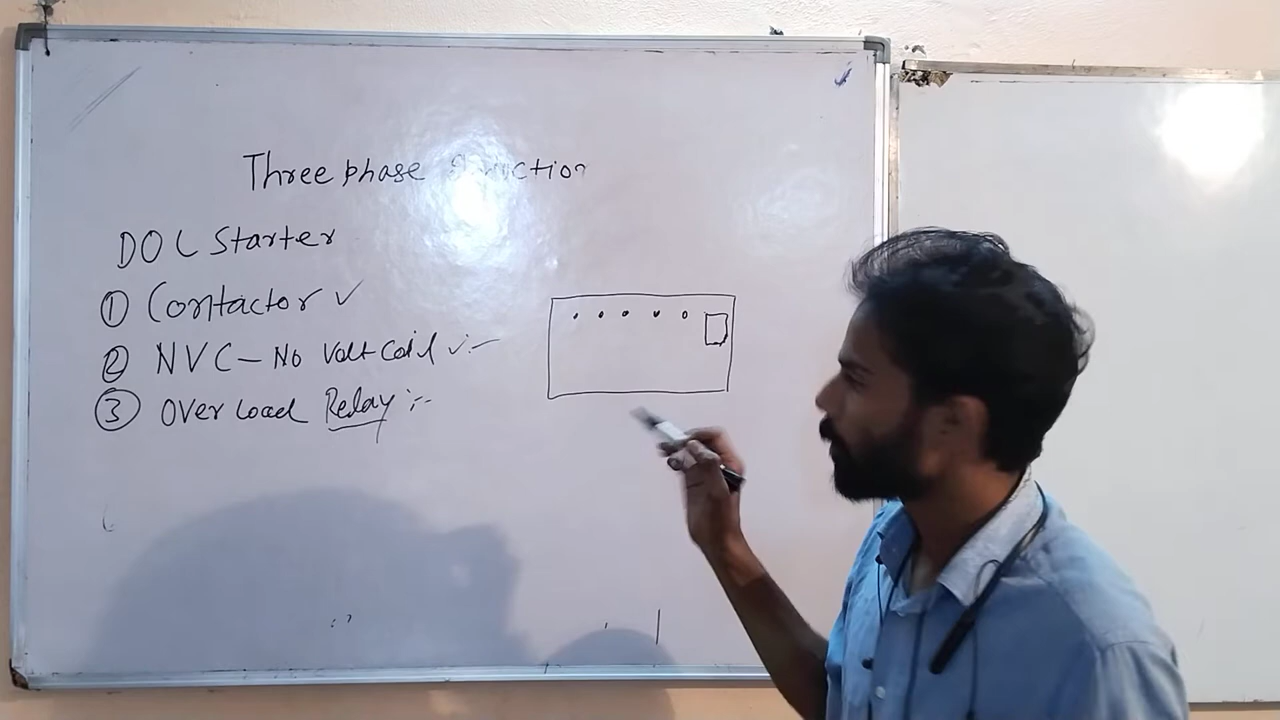 Three phase
DOL Starter
① Contactor ✓
② NVC - No Volt Coil ✓:-
③ Over Load Relay :-